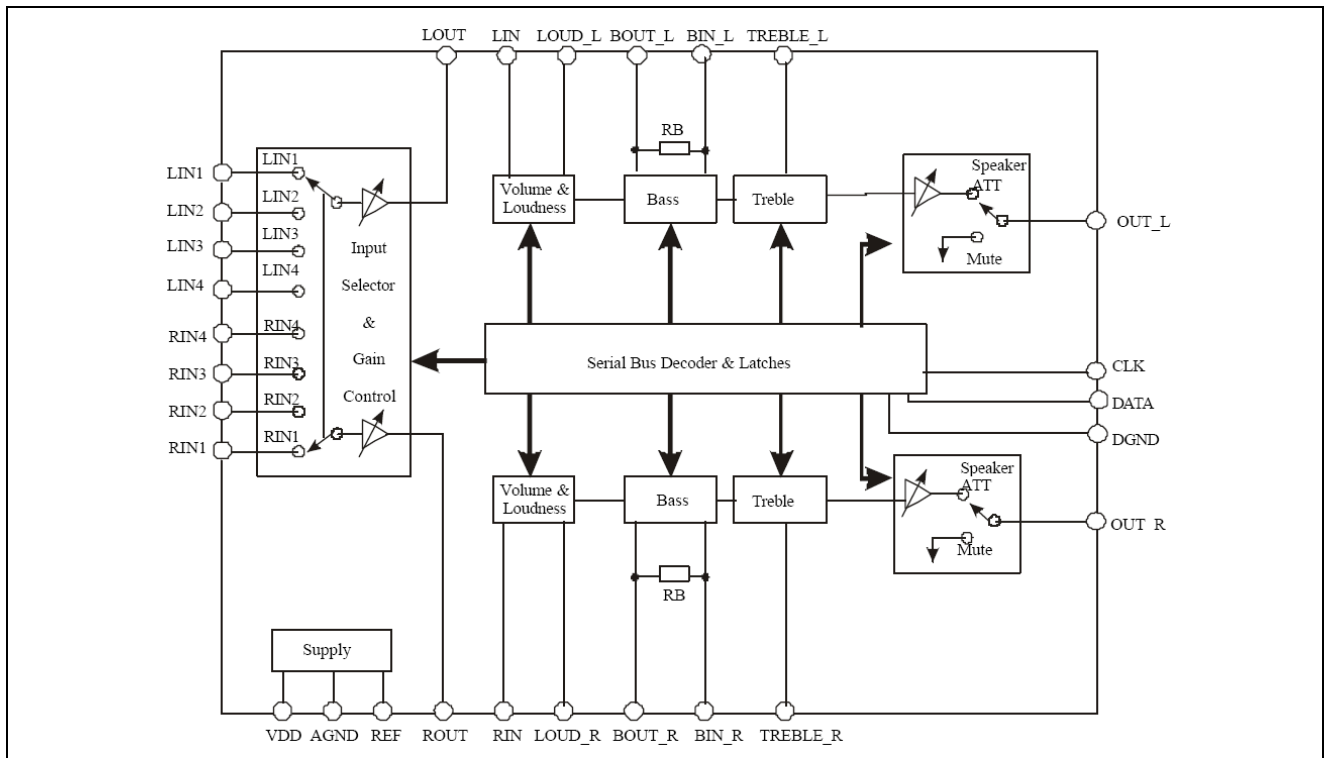 LOUT LIN LOUD_L BOUT_L BIN_L TREBLE_L
RB
LIN1
LIN2
LIN3
LIN4
RIN4
RIN3
RIN2
RIN1
LIN1
LIN2
LIN3
LIN4
RIN4
RIN3
RIN2
RIN1
Input
Selector
&
Gain
Control
Volume &
Loudness
Bass
Treble
Speaker
ATT
Mute
OUT_L
Serial Bus Decoder & Latches
CLK
DATA
DGND
Volume &
Loudness
Bass
Treble
Speaker
ATT
Mute
OUT_R
RB
Supply
VDD AGND REF ROUT RIN LOUD_R BOUT_R BIN_R TREBLE_R